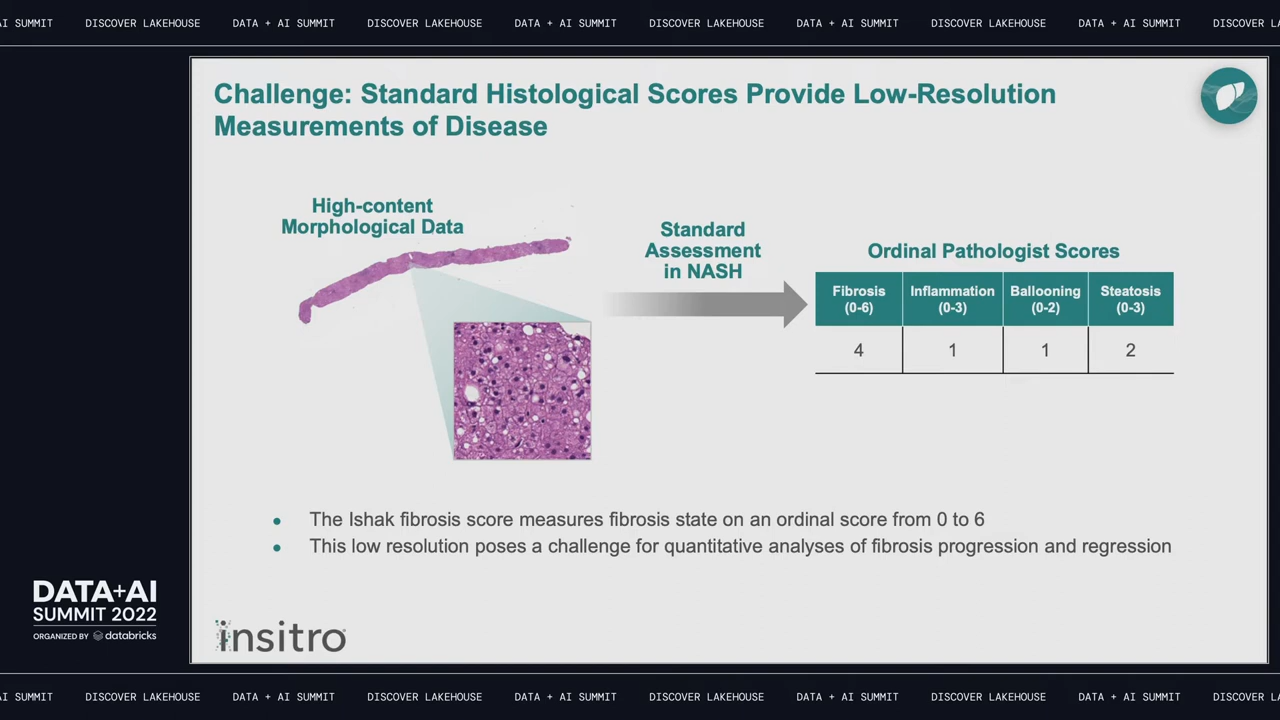 AI SUMMIT DISCOVER LAKEHOUSE DATA + AI SUMMIT DISCOVER LAKEHOUSE DATA + AI SUMMIT DISCOVER LAKEHOUSE DATA + AI SUMMIT DISCOVER LAKEHOUSE DATA + AI SUMMIT DISCOVER
Challenge: Standard Histological Scores Provide Low-Resolution
Measurements of Disease
High-content
Morphological Data
Standard
Assessment
in NASH
Ordinal Pathologist Scores
Fibrosis Inflammation Ballooning Steatosis
(0-6) (0-3) (0-2) (0-3)
4 1 1 2
• The Ishak fibrosis score measures fibrosis state on an ordinal score from 0 to 6
• This low resolution poses a challenge for quantitative analyses of fibrosis progression and regression
DATA+AI
SUMMIT 2022
ORGANIZED BY databricks
insitro
AI SUMMIT DISCOVER LAKEHOUSE DATA + AI SUMMIT DISCOVER LAKEHOUSE DATA + AI SUMMIT DISCOVER LAKEHOUSE DATA + AI SUMMIT DISCOVER LAKEHOUSE DATA + AI SUMMIT DISCOVER